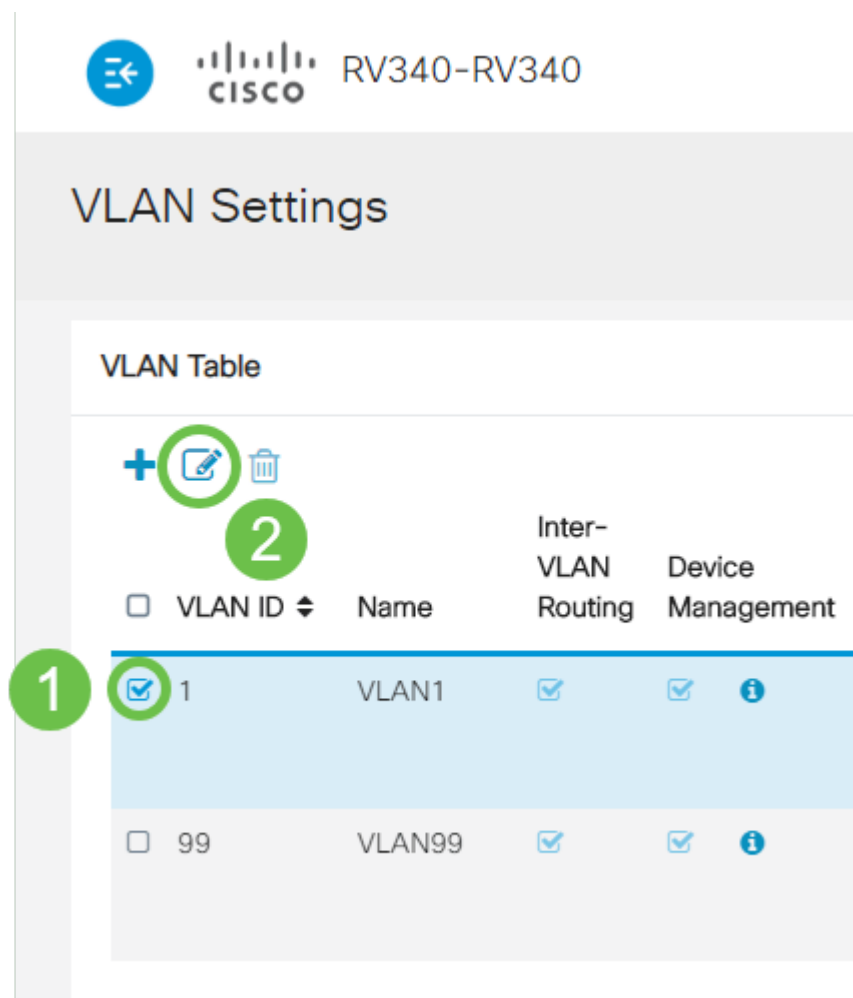 CISCO RV340-RV340
VLAN Settings
VLAN Table
2
Inter-
VLAN Device
VLAN ID Name Routing Management
1 1 VLAN1
99 VLAN99